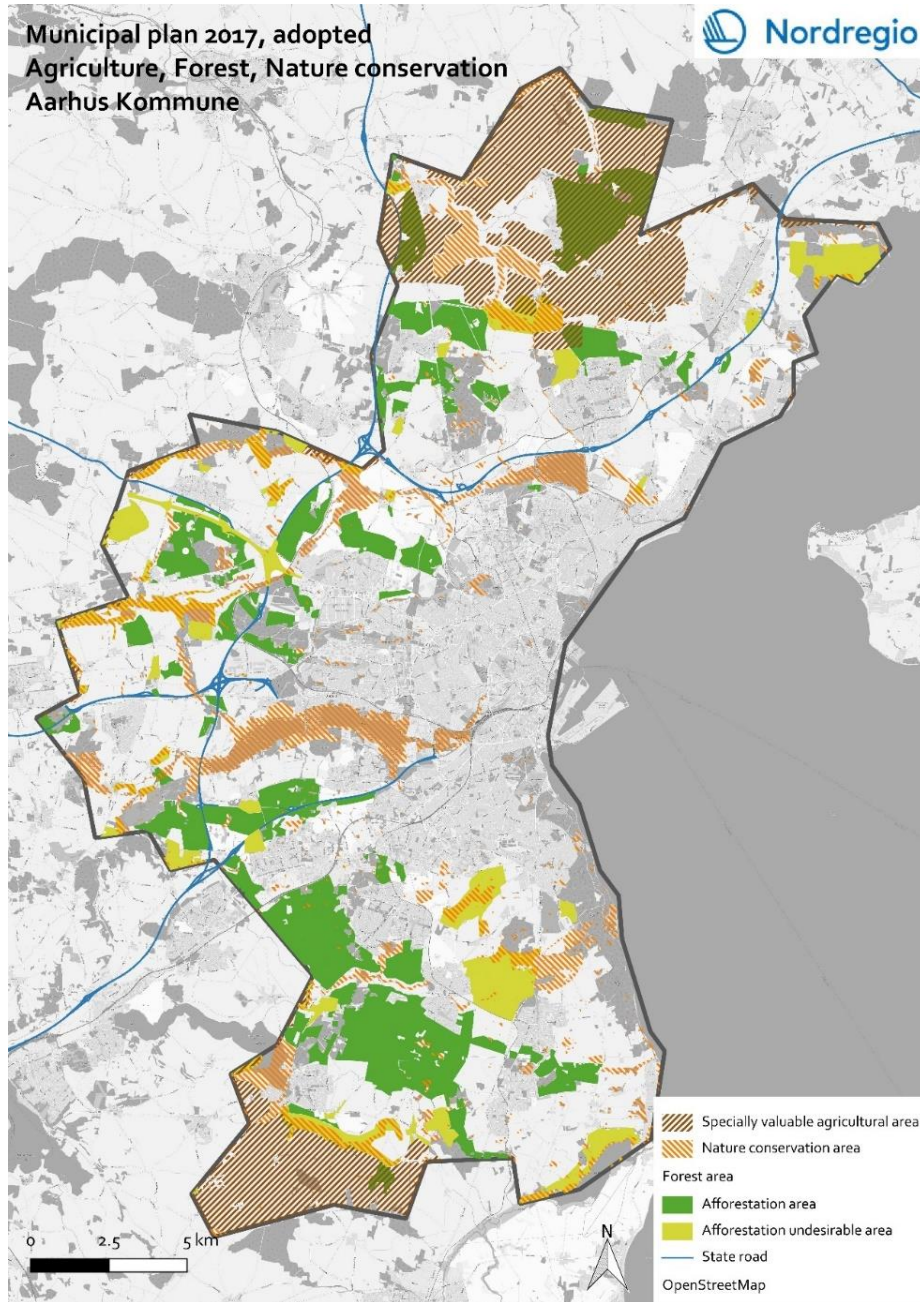 Municipal plan 2017, adopted
Agriculture, Forest, Nature conservation
Aarhus Kommune
Nordregio
Specially valuable agricultural area
Nature conservation area
Forest area
Afforestation area
Afforestation undesirable area
State road
OpenStreetMap
N
0 2.5 5 km